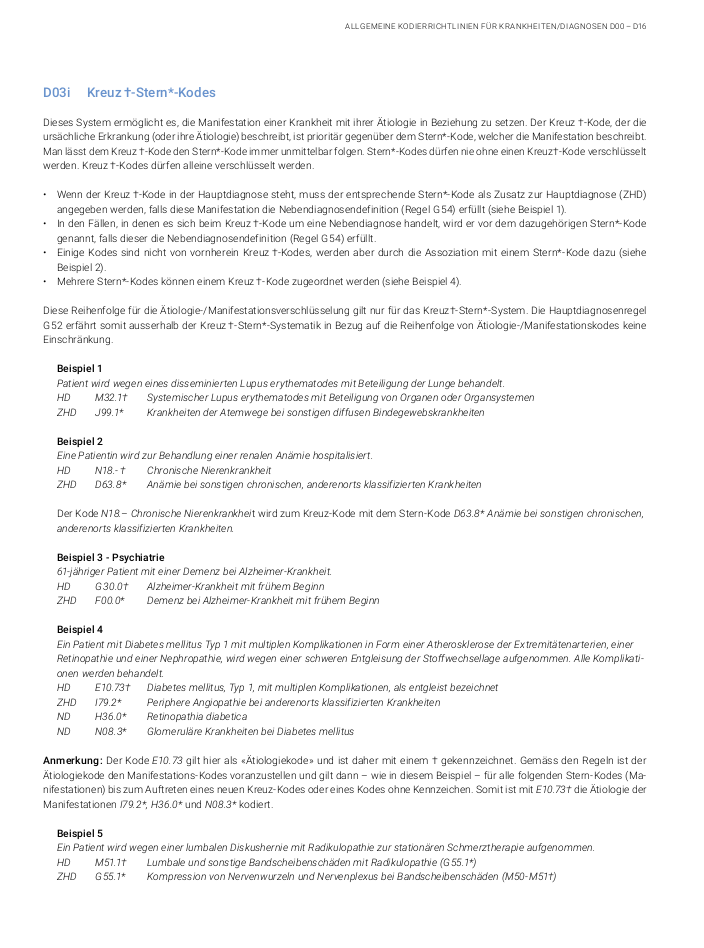 ALLGEMEINE KODIERRICHTLINIEN FÜR KRANKHEITEN/DIAGNOSEN D00 – D16
D03i Kreuz †-Stern*-Kodes
Dieses System ermöglicht es, die Manifestation einer Krankheit mit ihrer Ätiologie in Beziehung zu setzen. Der Kreuz †-Kode, der die
ursächliche Erkrankung (oder ihre Ätiologie) beschreibt, ist prioritär gegenüber dem Stern*-Kode, welcher die Manifestation beschreibt.
Man lässt dem Kreuz †-Kode den Stern*-Kode immer unmittelbar folgen. Stern*-Kodes dürfen nie ohne einen Kreuz†-Kode verschlüsselt
werden. Kreuz †-Kodes dürfen alleine verschlüsselt werden.
• Wenn der Kreuz †-Kode in der Hauptdiagnose steht, muss der entsprechende Stern*-Kode als Zusatz zur Hauptdiagnose (ZHD)
angegeben werden, falls diese Manifestation die Nebendiagnosendefinition (Regel G54) erfüllt (siehe Beispiel 1).
• In den Fällen, in denen es sich beim Kreuz †-Kode um eine Nebendiagnose handelt, wird er vor dem dazugehörigen Stern*-Kode
genannt, falls dieser die Nebendiagnosendefinition (Regel G54) erfüllt.
• Einige Kodes sind nicht von vornherein Kreuz †-Kodes, werden aber durch die Assoziation mit einem Stern*-Kode dazu (siehe
Beispiel 2).
• Mehrere Stern*-Kodes können einem Kreuz †-Kode zugeordnet werden (siehe Beispiel 4).
Diese Reihenfolge für die Ätiologie-/Manifestationsverschlüsselung gilt nur für das Kreuz†-Stern*-System. Die Hauptdiagnosenregel
G52 erfährt somit ausserhalb der Kreuz †-Stern*-Systematik in Bezug auf die Reihenfolge von Ätiologie-/Manifestationskodes keine
Einschränkung.
Beispiel 1
Patient wird wegen eines disseminierten Lupus erythematodes mit Beteiligung der Lunge behandelt.
HD M32.1† Systemischer Lupus erythematodes mit Beteiligung von Organen oder Organsystemen
ZHD J99.1* Krankheiten der Atemwege bei sonstigen diffusen Bindegewebskrankheiten
Beispiel 2
Eine Patientin wird zur Behandlung einer renalen Anämie hospitalisiert.
HD N18.- † Chronische Nierenkrankheit
ZHD D63.8* Anämie bei sonstigen chronischen, anderenorts klassifizierten Krankheiten
Der Kode N18.– Chronische Nierenkrankheit wird zum Kreuz-Kode mit dem Stern-Kode D63.8* Anämie bei sonstigen chronischen,
anderenorts klassifizierten Krankheiten.
Beispiel 3 - Psychiatrie
61-jähriger Patient mit einer Demenz bei Alzheimer-Krankheit.
HD G30.0† Alzheimer-Krankheit mit frühem Beginn
ZHD F00.0* Demenz bei Alzheimer-Krankheit mit frühem Beginn
Beispiel 4
Ein Patient mit Diabetes mellitus Typ 1 mit multiplen Komplikationen in Form einer Atherosklerose der Extremitätenarterien, einer
Retinopathie und einer Nephropathie, wird wegen einer schweren Entgleisung der Stoffwechsellage aufgenommen. Alle Komplikati-
onen werden behandelt.
HD E10.73† Diabetes mellitus, Typ 1, mit multiplen Komplikationen, als entgleist bezeichnet
ZHD I79.2* Periphere Angiopathie bei anderenorts klassifizierten Krankheiten
ND H36.0* Retinopathia diabetica
ND N08.3* Glomeruläre Krankheiten bei Diabetes mellitus
Anmerkung: Der Kode E10.73 gilt hier als «Ätiologiekode» und ist daher mit einem † gekennzeichnet. Gemäss den Regeln ist der
Ätiologiekode den Manifestations-Kodes voranzustellen und gilt dann – wie in diesem Beispiel – für alle folgenden Stern-Kodes (Ma-
nifestationen) bis zum Auftreten eines neuen Kreuz-Kodes oder eines Kodes ohne Kennzeichen. Somit ist mit E10.73† die Ätiologie der
Manifestationen I79.2*, H36.0* und N08.3* kodiert.
Beispiel 5
Ein Patient wird wegen einer lumbalen Diskushernie mit Radikulopathie zur stationären Schmerztherapie aufgenommen.
HD M51.1† Lumbale und sonstige Bandscheibenschäden mit Radikulopathie (G55.1*)
ZHD G55.1* Kompression von Nervenwurzeln und Nervenplexus bei Bandscheibenschäden (M50-M51†)